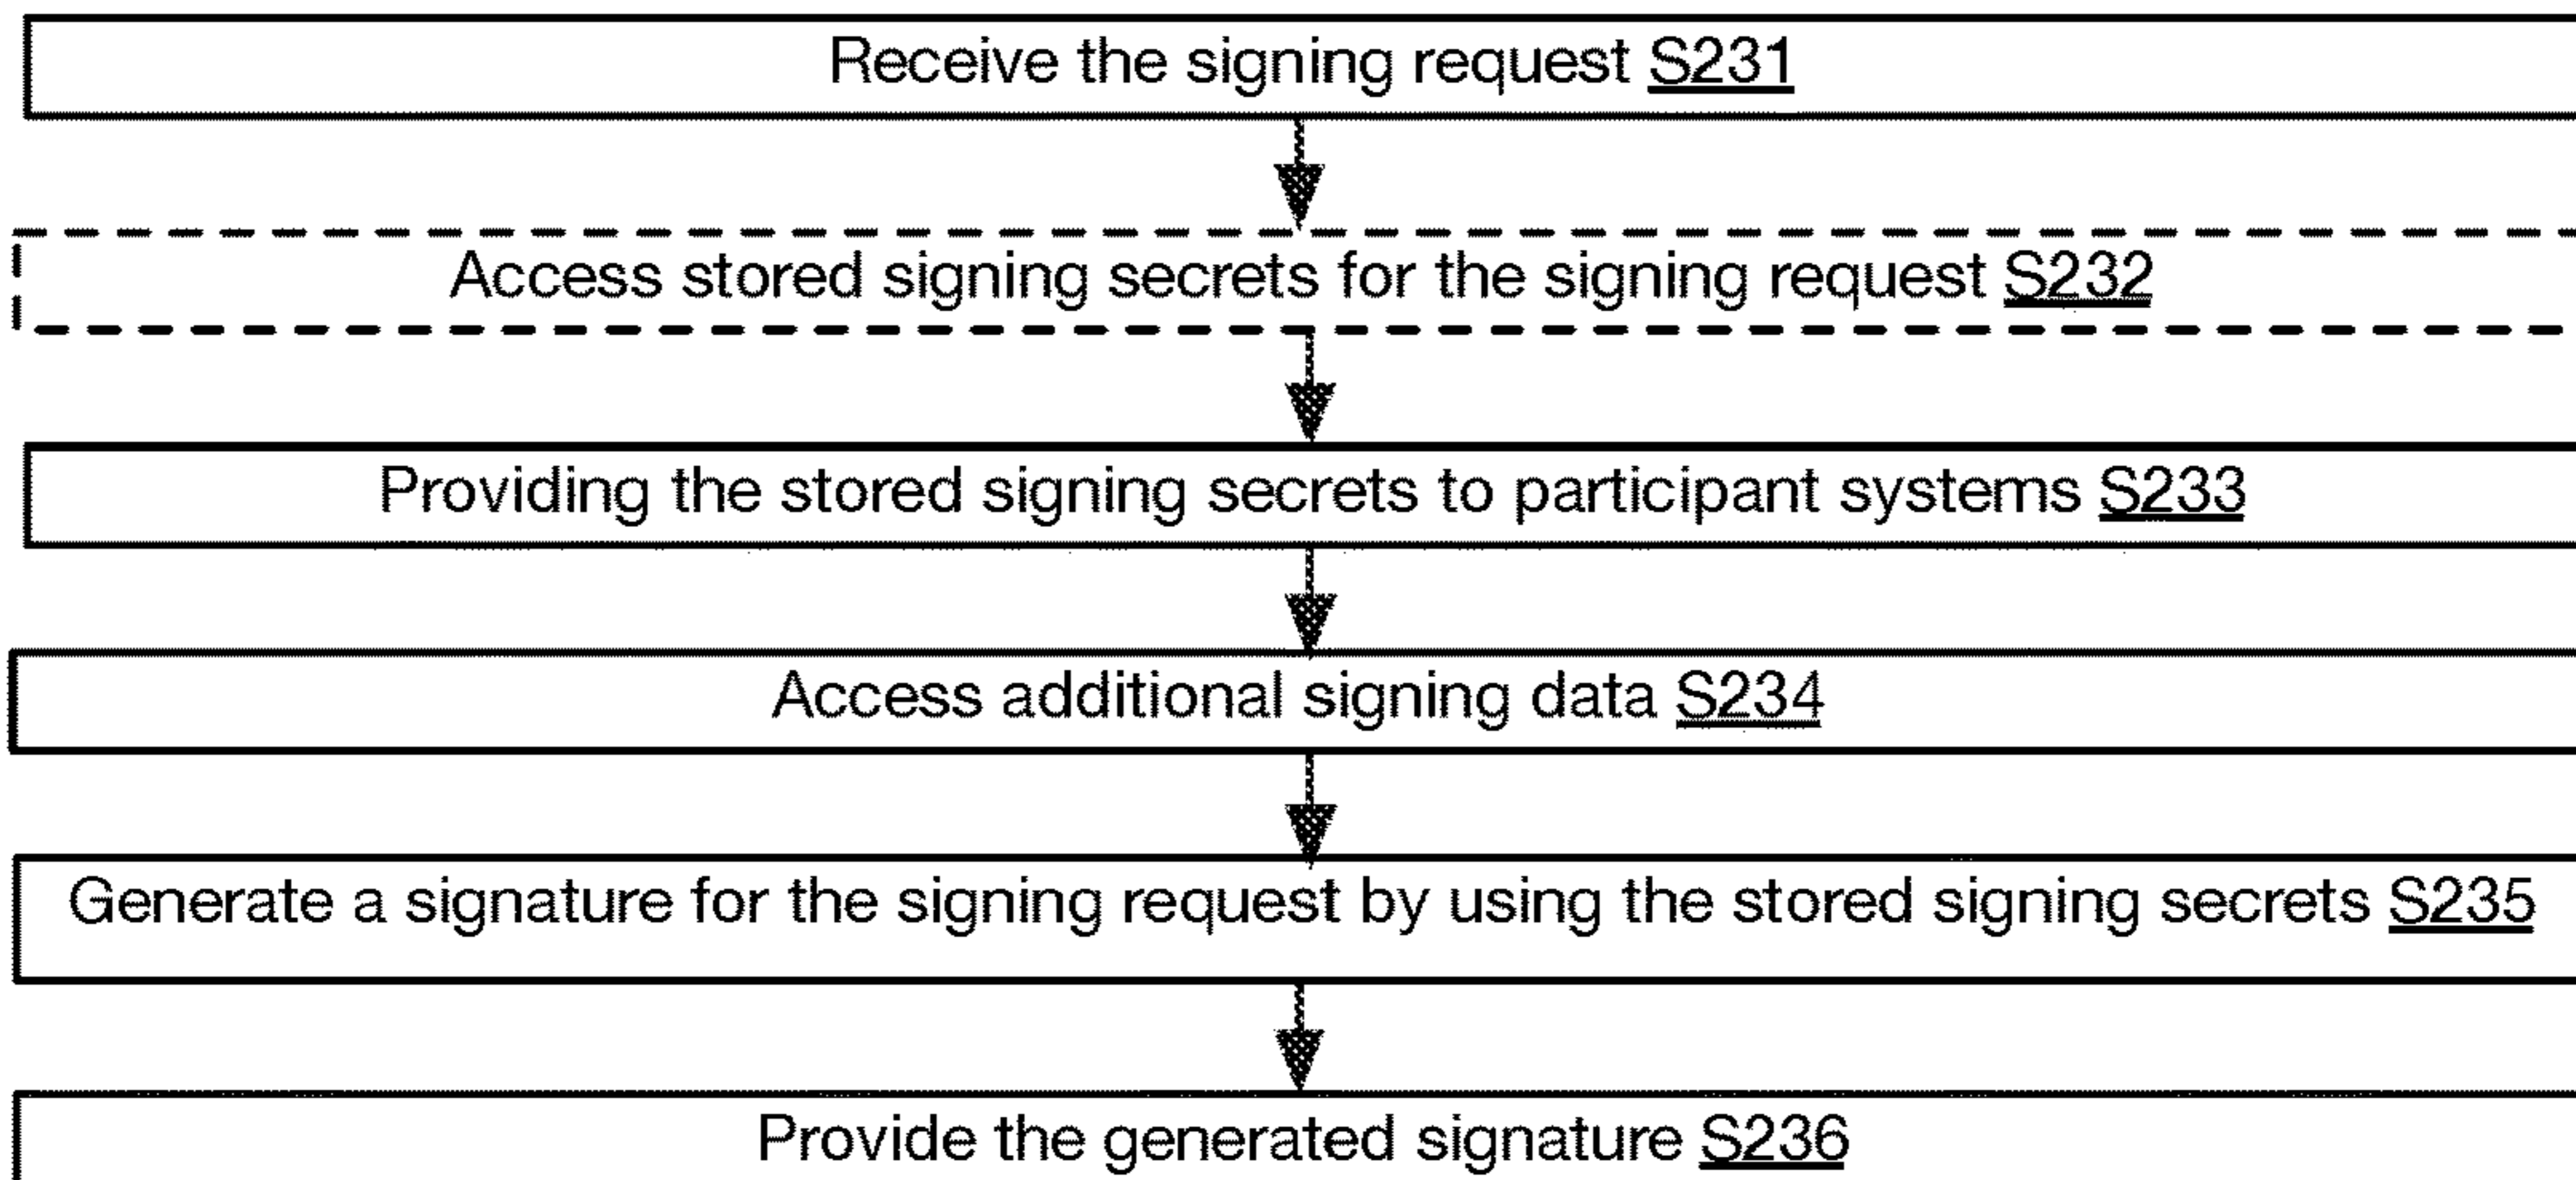 Receive the signing request S231
Access stored signing secrets for the signing request S232
Providing the stored signing secrets to participant systems S233
Access additional signing data S234
Generate a signature for the signing request by using the stored signing secrets S235
Provide the generated signature S236